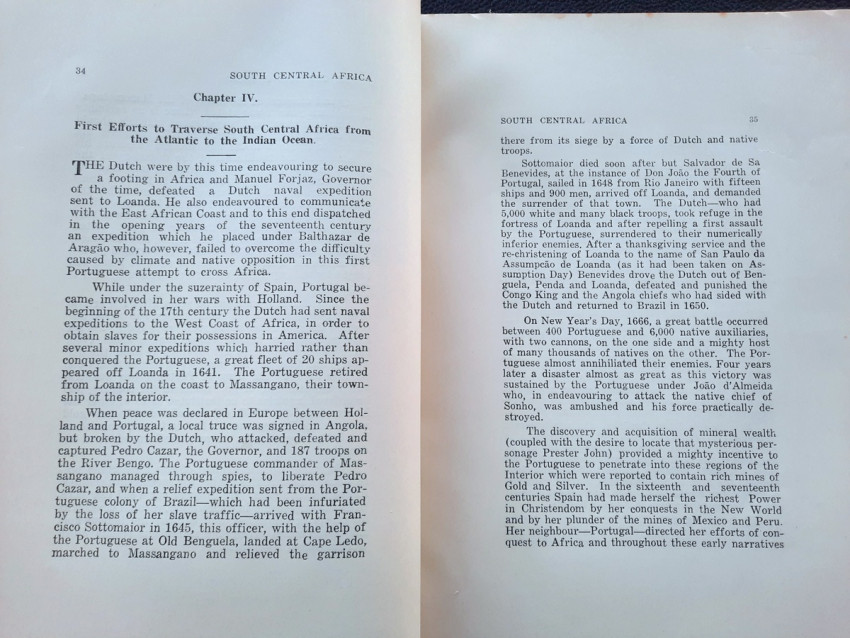 34
SOUTH CENTRAL AFRICA
Chapter IV.
First Efforts to Traverse South Central Africa from
the Atlantic to the Indian Ocean.
THE Dutch were by this time endeavouring to secure
a footing in Africa and Manuel Forjaz, Governor
of the time, defeated a Dutch naval expedition
sent to Loanda. He also endeavoured to communicate
with the East African Coast and to this end dispatched
in the opening years of the seventeenth century
an expedition which he placed under Balthazar de
Aragão who, however, failed to overcome the difficulty
caused by climate and native opposition in this first
Portuguese attempt to cross Africa.
While under the suzerainty of Spain, Portugal be-
came involved in her wars with Holland. Since the
beginning of the 17th century the Dutch had sent naval
expeditions to the West Coast of Africa, in order to
obtain slaves for their possessions in America. After
several minor expeditions which harried rather than
conquered the Portuguese, a great fleet of 20 ships ap-
peared off Loanda in 1641. The Portuguese retired
from Loanda on the coast to Massangano, their town-
ship of the interior.
When peace was declared in Europe between Hol-
land and Portugal, a local truce was signed in Angola,
but broken by the Dutch, who attacked, defeated and
captured Pedro Cazar, the Governor, and 187 troops on
the River Bengo. The Portuguese commander of Mas-
sangano managed through spies, to liberate Pedro
Cazar, and when a relief expedition sent from the Por-
tuguese colony of Brazil—which had been infuriated
by the loss of her slave traffic—arrived with Fran-
cisco Sottomaior in 1645, this officer, with the help of
the Portuguese at Old Benguela, landed at Cape Ledo,
marched to Massangano and relieved the garrison
SOUTH CENTRAL AFRICA
35
there from its siege by a force of Dutch and native
troops.
Sottomaior died soon after but Salvador de Sa
Benevides, at the instance of Don João the Fourth of
Portugal, sailed in 1648 from Rio Janeiro with fifteen
ships and 900 men, arrived off Loanda, and demanded
the surrender of that town. The Dutch—who had
5,000 white and many black troops, took refuge in the
fortress of Loanda and after repelling a first assault
by the Portuguese, surrendered to their numerically
inferior enemies. After a thanksgiving service and the
re-christening of Loanda to the name of San Paulo da
Assumpcão de Loanda (as it had been taken on As-
sumption Day) Benevides drove the Dutch out of Ben-
guela, Penda and Loanda, defeated and punished the
Congo King and the Angola chiefs who had sided with
the Dutch and returned to Brazil in 1650.
On New Year's Day, 1666, a great battle occurred
between 400 Portuguese and 6,000 native auxiliaries,
with two cannons, on the one side and a mighty host
of many thousands of natives on the other. The Por-
tuguese almost annihiliated their enemies. Four years
later a disaster almost as great as this victory was
sustained by the Portuguese under João d'Almeida
who, in endeavouring to attack the native chief of
Sonho, was ambushed and his force practically de-
stroyed.
The discovery and acquisition of mineral wealth
(coupled with the desire to locate that mysterious per-
sonage Prester John) provided a mighty incentive to
the Portuguese to penetrate into these regions of the
Interior which were reported to contain rich mines of
Gold and Silver. In the sixteenth and seventeenth
centuries Spain had made herself the richest Power
in Christendom by her conquests in the New World
and by her plunder of the mines of Mexico and Peru.
Her neighbour—Portugal—directed her efforts of con-
quest to Africa and throughout these early narratives